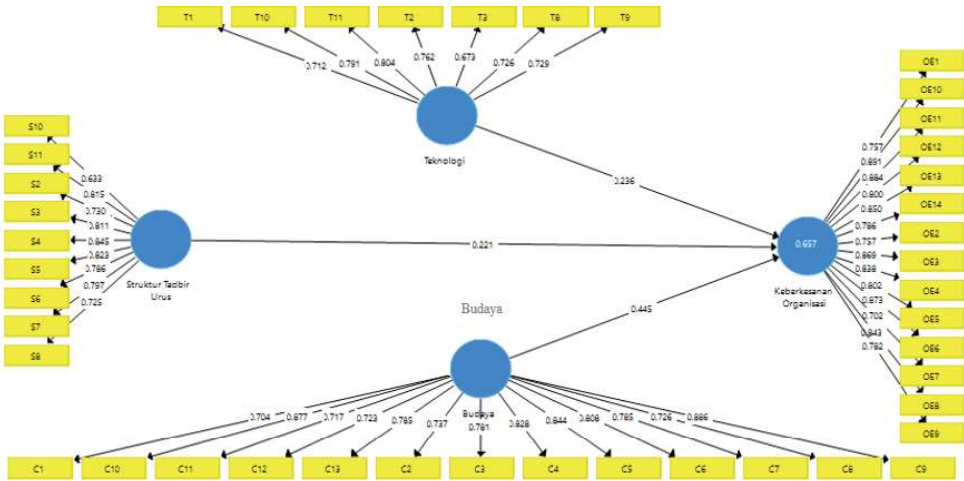 T1
T10
T11
T2
T3
T8
T9
0.712
0.791
0.804
0.762
0.673
0.726
0.729
Teknologi
S10
S11
S2
S3
S4
S5
S6
S7
S8
0.633
0.815
0.730
0.811
0.845
0.823
0.786
0.797
0.725
Struktur Tadbir
Urus
0.236
0.221
0.445
0.657
Keberkesanan
Organisasi
OE1
OE10
OE11
OE12
OE13
OE14
OE2
OE3
OE4
OE5
OE6
OE7
OE8
OE9
0.757
0.891
0.884
0.800
0.850
0.786
0.757
0.869
0.838
0.802
0.873
0.702
0.843
0.782
Budaya
Budaya
0.704
0.877
0.717
0.723
0.785
0.737
0.781
0.828
0.844
0.808
0.785
0.726
0.886
C1
C10
C11
C12
C13
C2
C3
C4
C5
C6
C7
C8
C9